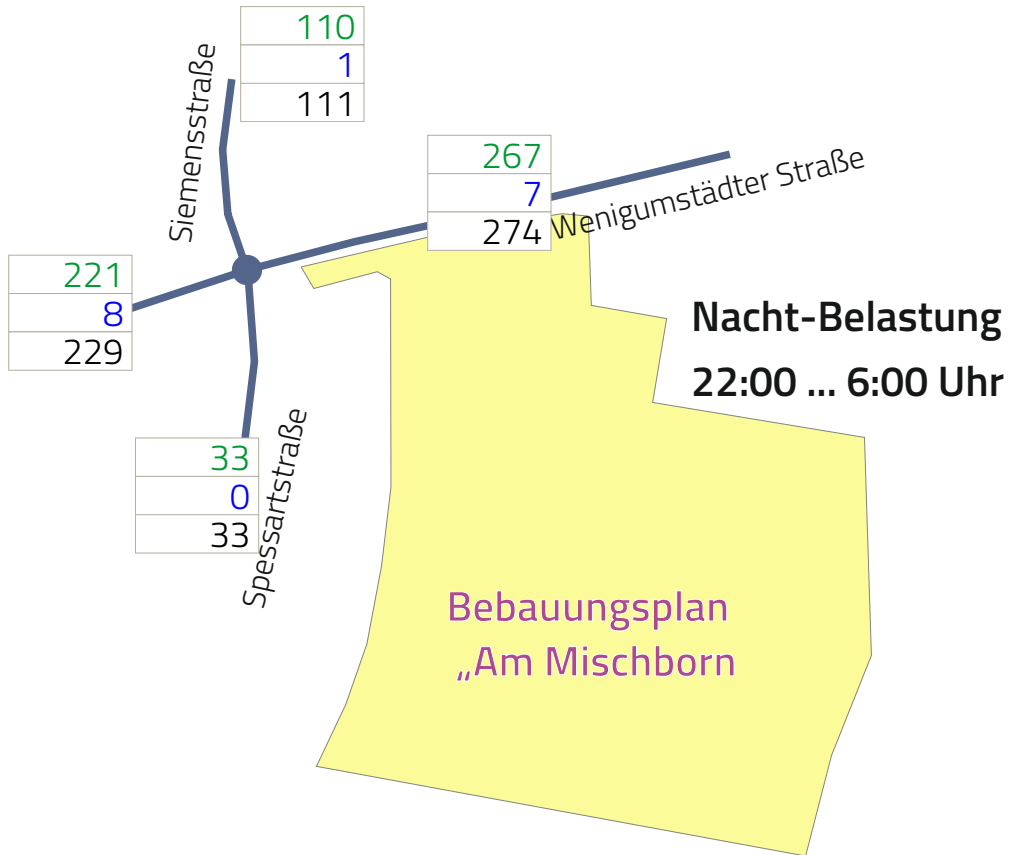 110
1
111
Siemensstraße
267
7
274
Wenigumstädter Straße
221
8
229
Nacht-Belastung
22:00 ... 6:00 Uhr
33
0
33
Spessartstraße
Bebauungsplan
„Am Mischborn